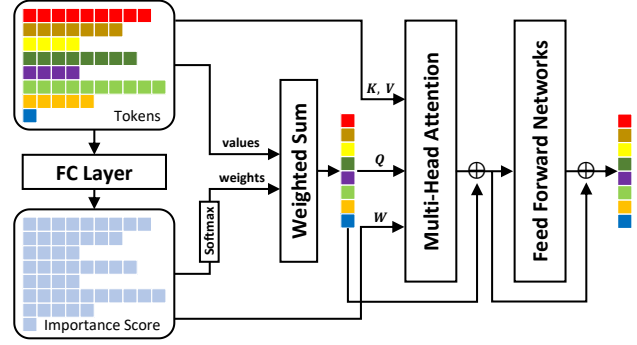 Tokens
FC Layer
Importance Score
Softmax
values
weights
Weighted Sum
K, V
Q
W
Multi-Head Attention
Feed Forward Networks